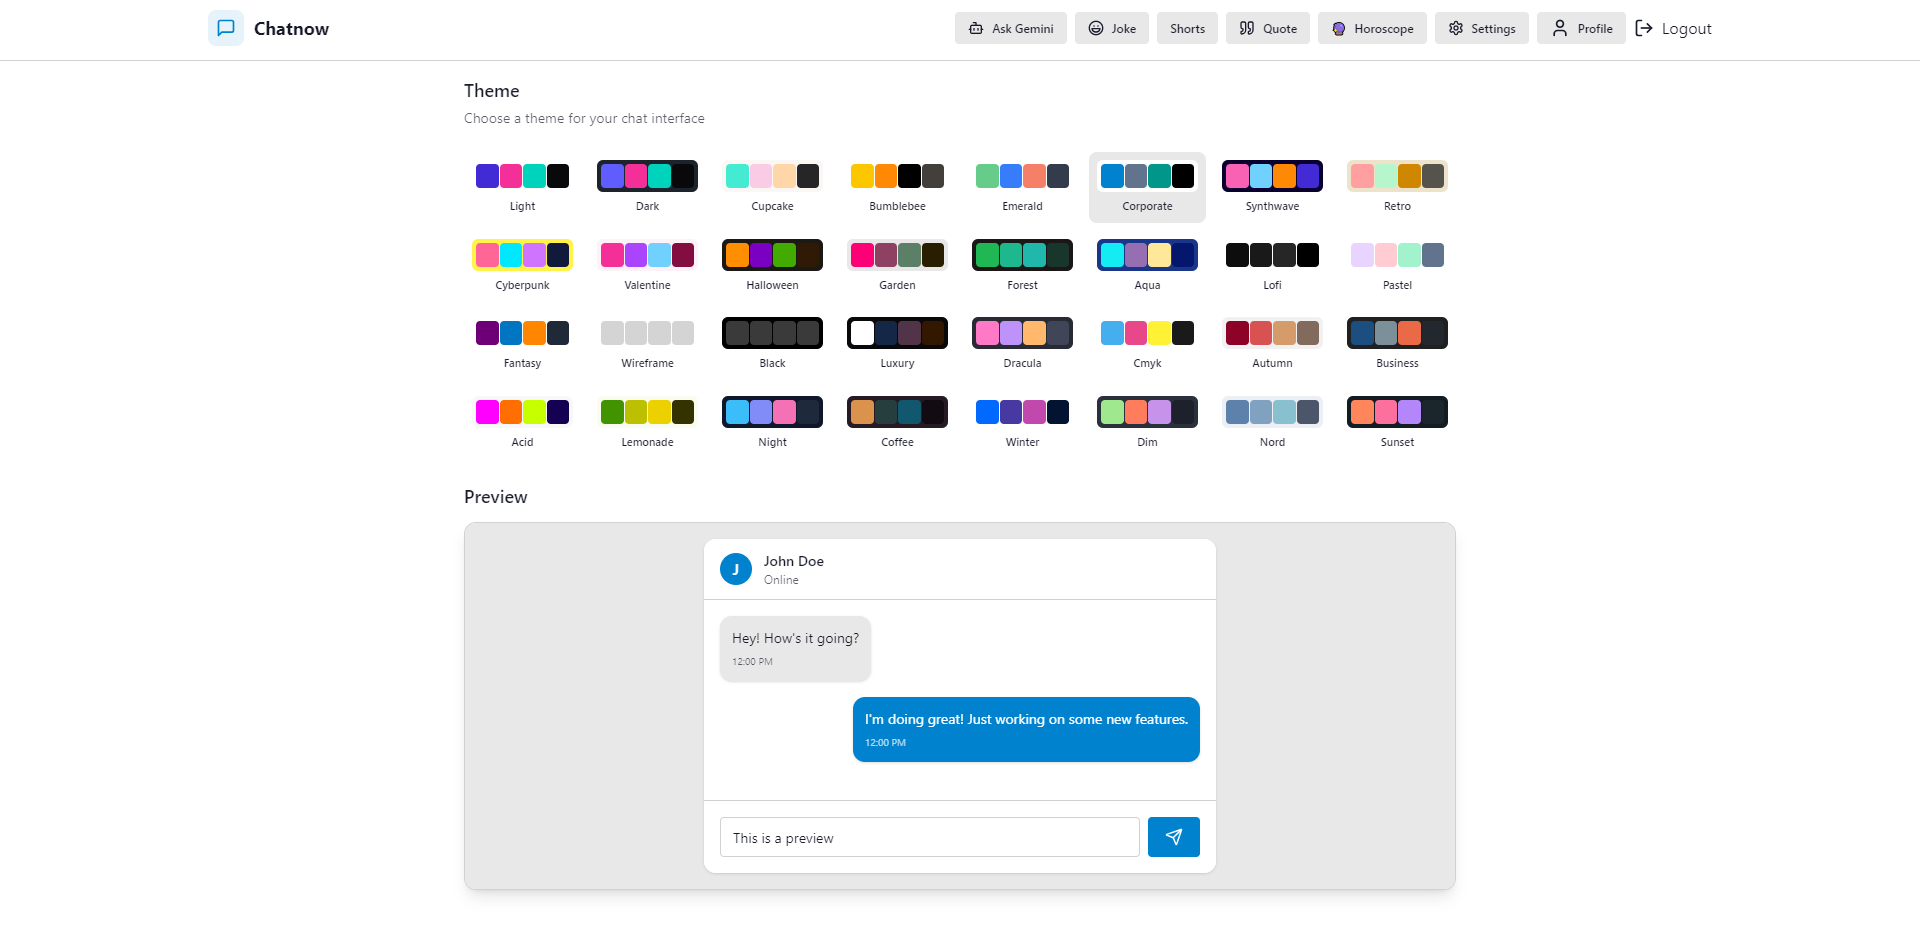 Chatnow
Ask Gemini
Joke
Shorts
Quote
Horoscope
Settings
Profile
Logout
Theme
Choose a theme for your chat interface
Light
Dark
Cupcake
Bumblebee
Emerald
Corporate
Synthwave
Retro
Cyberpunk
Valentine
Halloween
Garden
Forest
Aqua
Lofi
Pastel
Fantasy
Wireframe
Black
Luxury
Dracula
Cmyk
Autumn
Business
Acid
Lemonade
Night
Coffee
Winter
Dim
Nord
Sunset
Preview
J
John Doe
Online
Hey! How's it going?
12:00 PM
I'm doing great! Just working on some new features.
12:00 PM
This is a preview